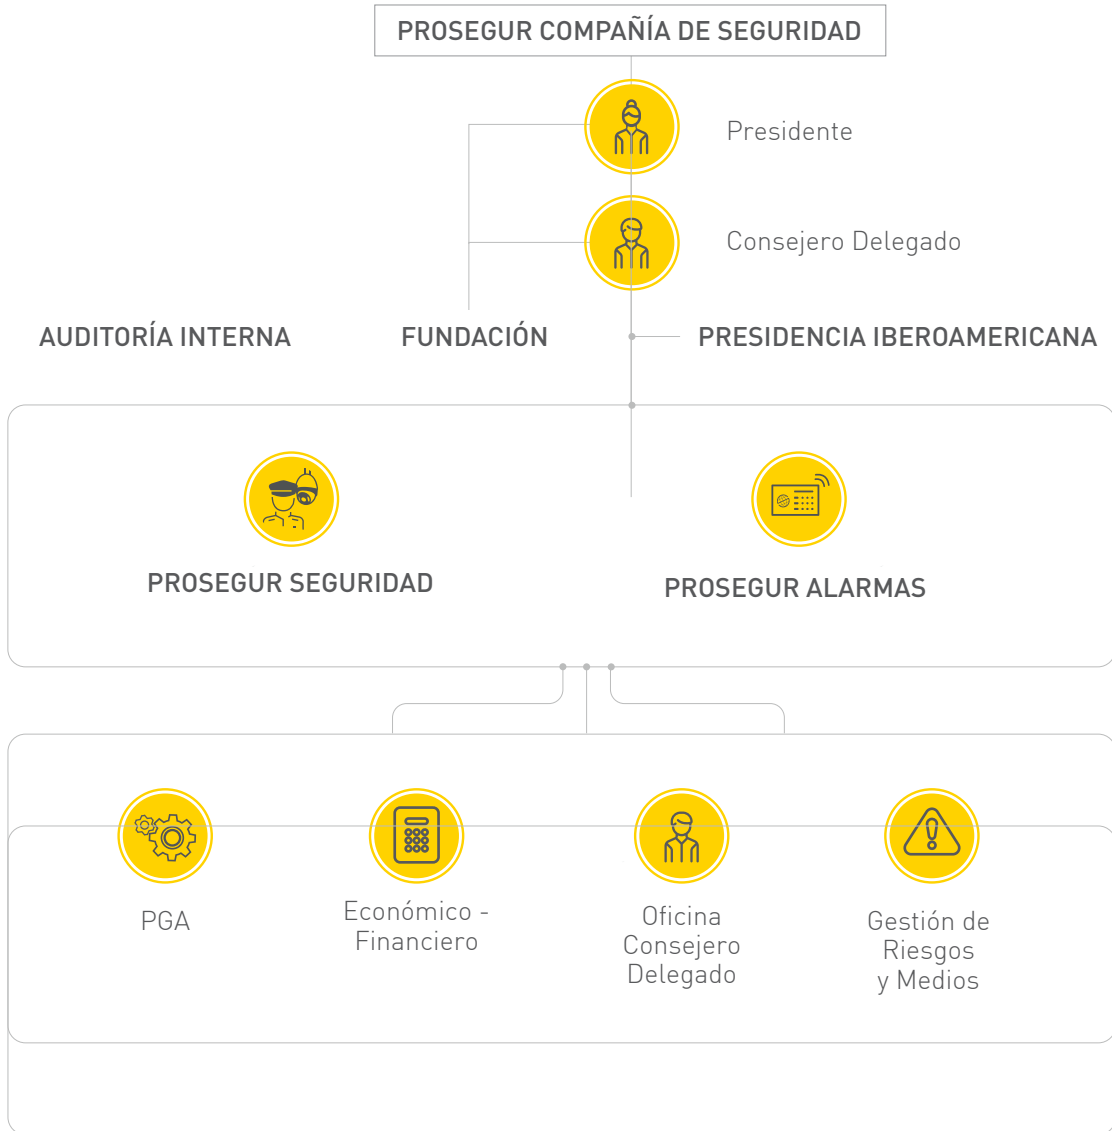 PROSEGUR COMPAÑÍA DE SEGURIDAD
Presidente
Consejero Delegado
AUDITORÍA INTERNA
FUNDACIÓN
PRESIDENCIA IBEROAMERICANA
PROSEGUR SEGURIDAD
PROSEGUR ALARMAS
PGA
Económico -
Financiero
Oficina
Consejero
Delegado
Gestión de
Riesgos
y Medios